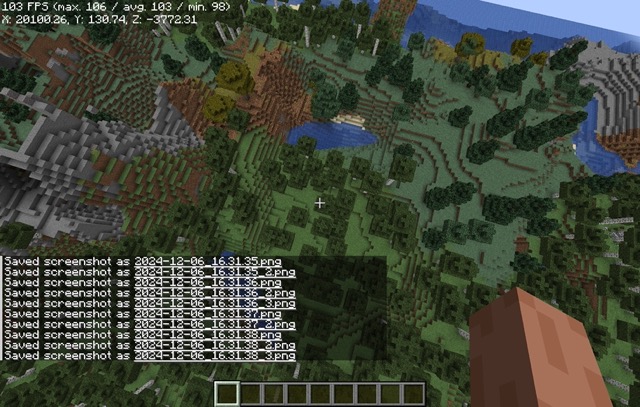 103 FPS (max. 106 / avg. 103 / min. 98)
X: 20100.26, Y: 130.74, Z: -3772.31
Saved screenshot as 2024-12-06_16.31.35.png
Saved screenshot as 2024-12-06_16.31.35_2.png
Saved screenshot as 2024-12-06_16.31.36.png
Saved screenshot as 2024-12-06_16.31.36_2.png
Saved screenshot as 2024-12-06_16.31.36_3.png
Saved screenshot as 2024-12-06_16.31.37.png
Saved screenshot as 2024-12-06_16.31.37_2.png
Saved screenshot as 2024-12-06_16.31.38.png
Saved screenshot as 2024-12-06_16.31.38_2.png
Saved screenshot as 2024-12-06_16.31.38_3.png